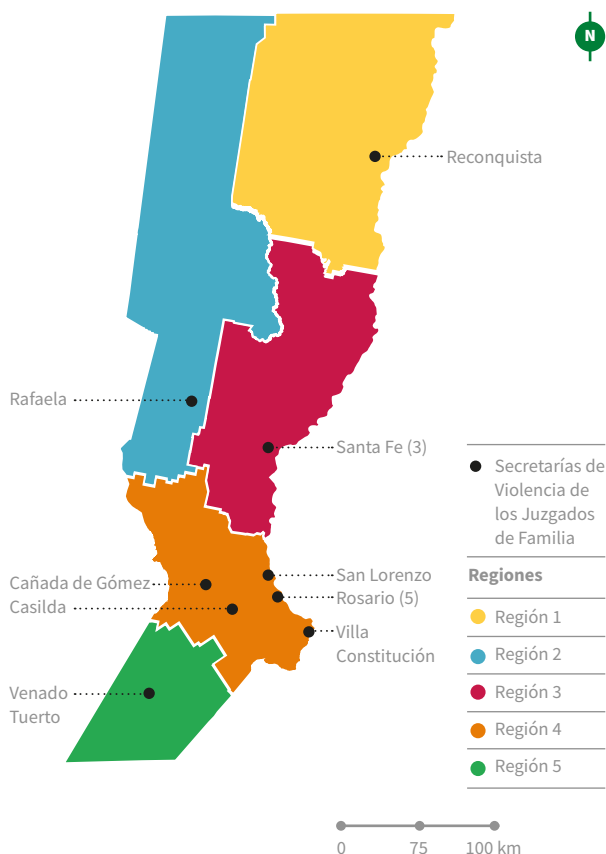 N
Reconquista
Rafaela
Santa Fe (3)
Secretarías de
Violencia de
los Juzgados
de Familia
Cañada de Gómez
Casilda
San Lorenzo
Rosario (5)
Villa
Constitución
Venado
Tuerto
Regiones
Región 1
Región 2
Región 3
Región 4
Región 5
0 75 100 km